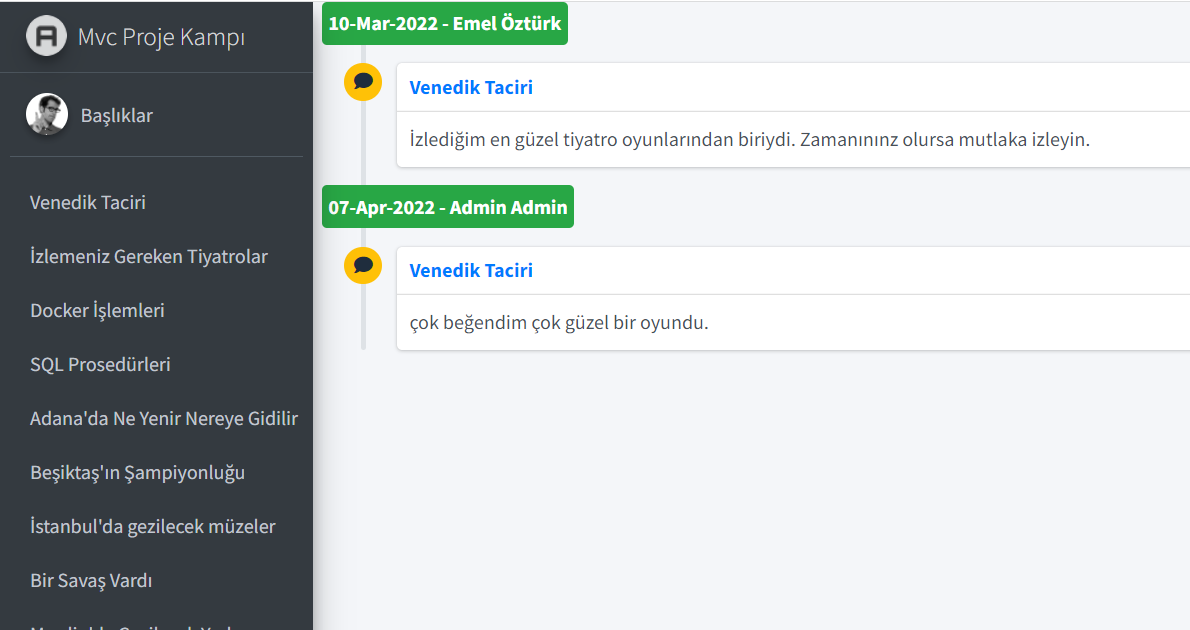 Mvc Proje Kampı
Başlıklar
Venedik Taciri
İzlemeniz Gereken Tiyatrolar
Docker İşlemleri
SQL Prosedürleri
Adana'da Ne Yenir Nereye Gidilir
Beşiktaş'ın Şampiyonluğu
İstanbul'da gezilecek müzeler
Bir Savaş Vardı
10-Mar-2022 - Emel Öztürk
Venedik Taciri
İzlediğim en güzel tiyatro oyunlarından biriydi. Zamanınınz olursa mutlaka izleyin.
07-Apr-2022 - Admin Admin
Venedik Taciri
çok beğendim çok güzel bir oyundu.